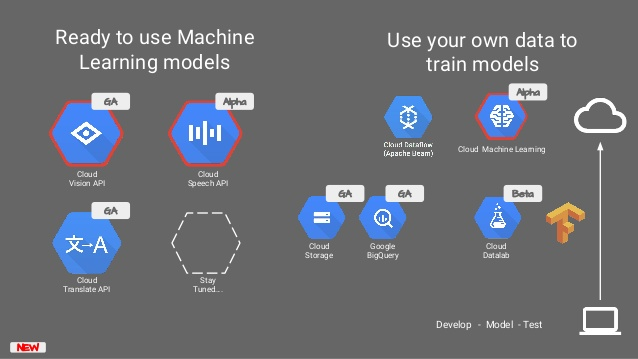 Ready to use Machine
Learning models
GA
Alpha
Cloud
Vision API
Cloud
Speech API
GA
文→A
Cloud
Translate API
Stay
Tuned....
Use your own data to
train models
Cloud Dataflow
(Apache Beam)
Alpha
Cloud Machine Learning
GA
Cloud
Storage
GA
Google
BigQuery
Beta
Cloud
Datalab
Develop - Model - Test
NEW